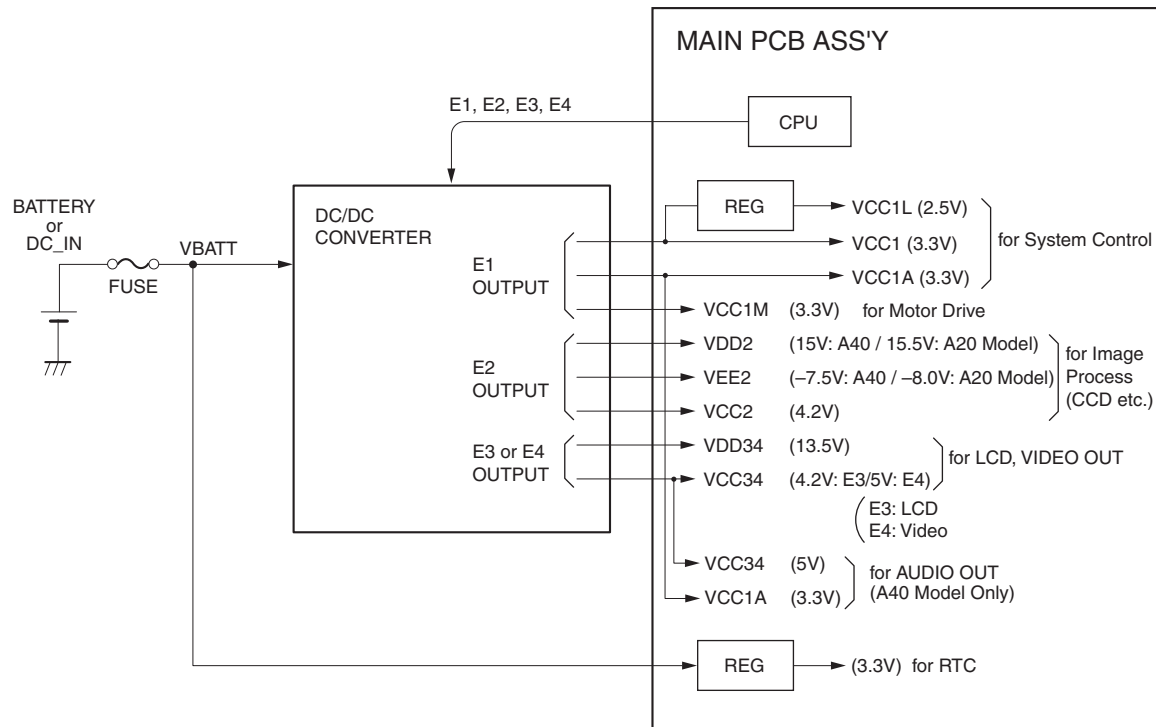 MAIN PCB ASS'Y
E1, E2, E3, E4
CPU
BATTERY
or
DC_IN
VBATT
FUSE
DC/DC
CONVERTER
E1
OUTPUT
E2
OUTPUT
E3 or E4
OUTPUT
REG
VCC1L (2.5V)
VCC1 (3.3V)
VCC1A (3.3V)
for System Control
VCC1M (3.3V) for Motor Drive
VDD2 (15V: A40 / 15.5V: A20 Model)
VEE2 (–7.5V: A40 / –8.0V: A20 Model)
VCC2 (4.2V)
for Image
Process
(CCD etc.)
VDD34 (13.5V)
VCC34 (4.2V: E3/5V: E4)
for LCD, VIDEO OUT
E3: LCD
E4: Video
VCC34 (5V)
VCC1A (3.3V)
for AUDIO OUT
(A40 Model Only)
REG
(3.3V) for RTC